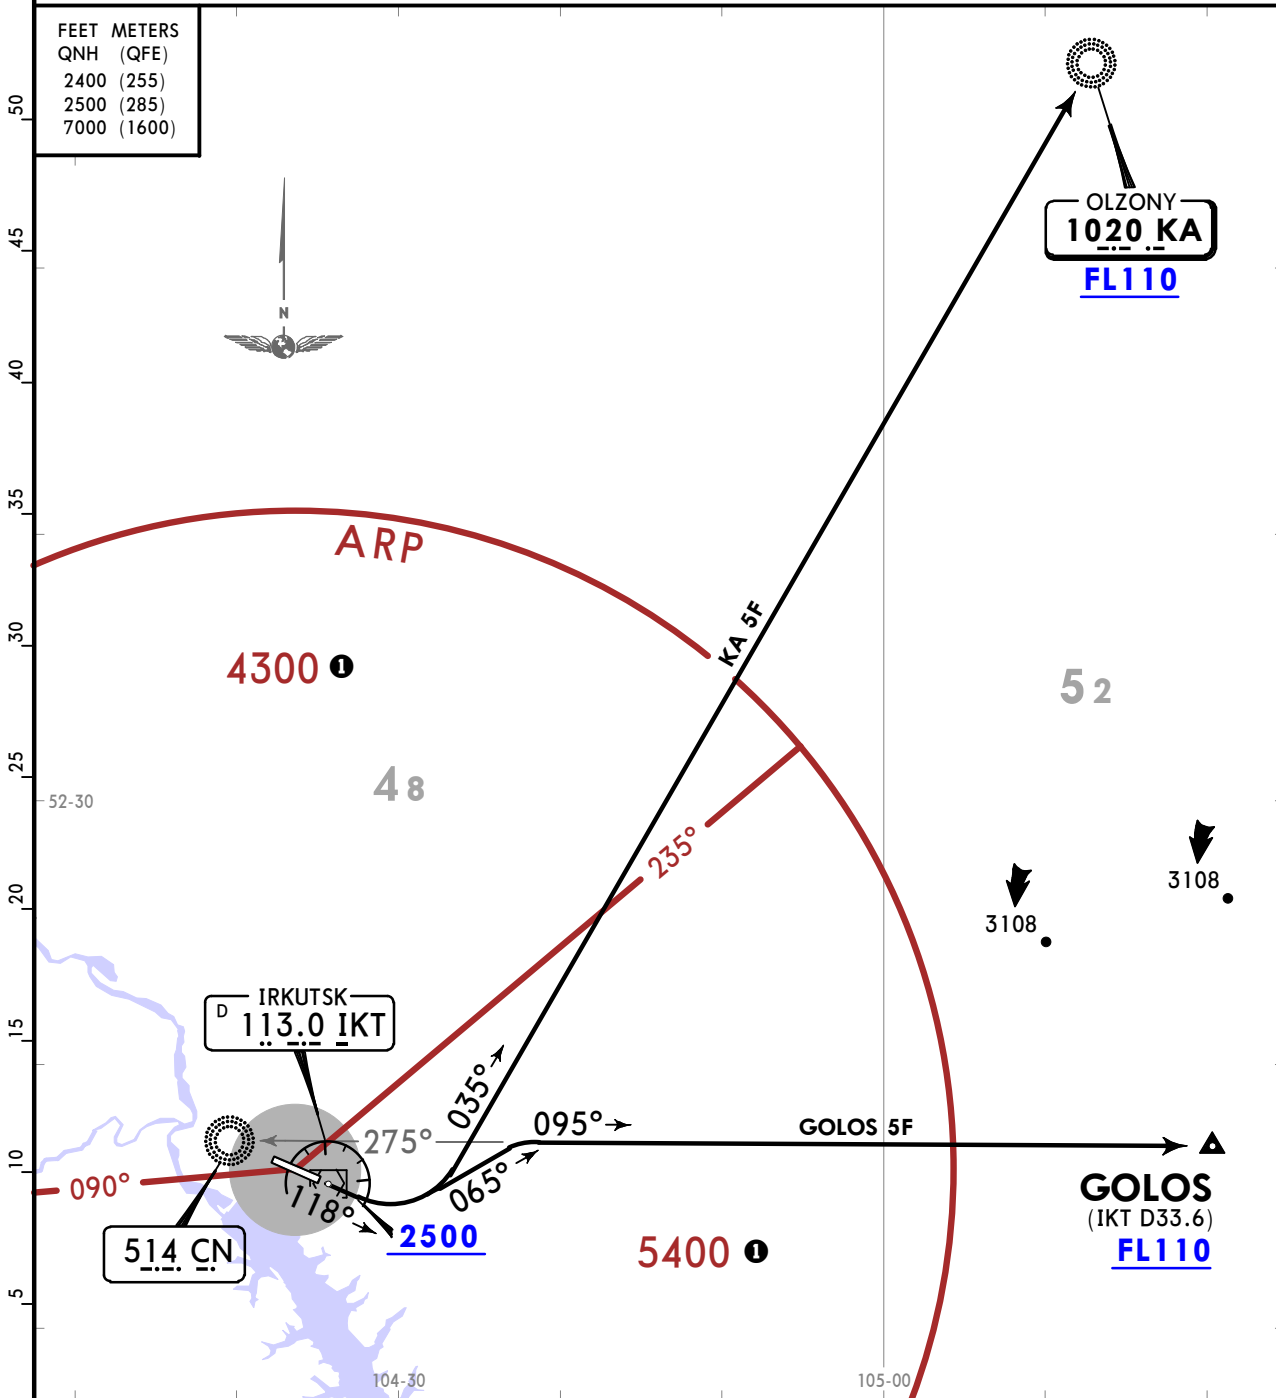 FEET METERS
QNH (QFE)
2400 (255)
2500 (285)
7000 (1600)
50
45
40
35
30
25
20
15
10
5
N
OLZONY
1020 KA
FL110
ARP
KA 5F
4300 1
52
48
52-30
235°
3108
3108
IRKUTSK
D 113.0 IKT
035°
095°
GOLOS 5F
275°
065°
090°
118°
GOLOS
(IKT D33.6)
FL110
2500
514 CN
5400 1
104-30
105-00